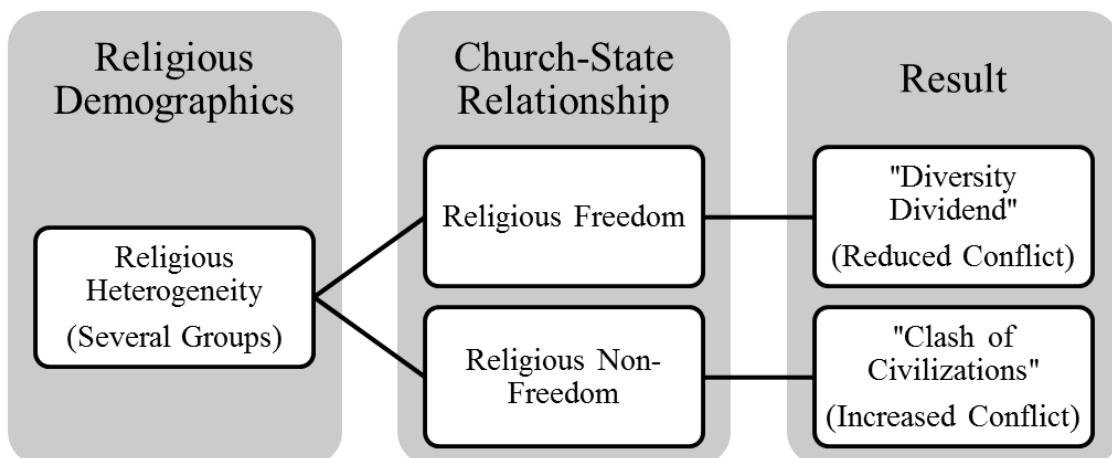 Religious
Demographics
Religious
Heterogeneity
(Several Groups)
Church-State
Relationship
Religious Freedom
Religious Non-
Freedom
Result
"Diversity
Dividend"
(Reduced Conflict)
"Clash of
Civilizations"
(Increased Conflict)